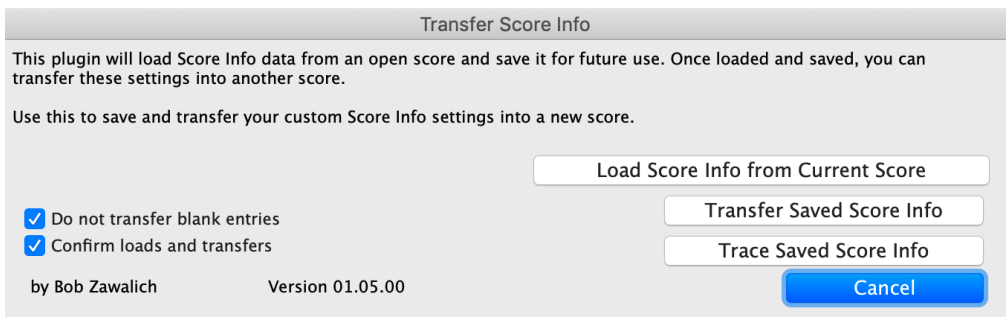 Transfer Score Info
This plugin will load Score Info data from an open score and save it for future use. Once loaded and saved, you can
transfer these settings into another score.
Use this to save and transfer your custom Score Info settings into a new score.
Load Score Info from Current Score
Do not transfer blank entries
Transfer Saved Score Info
Confirm loads and transfers
Trace Saved Score Info
by Bob Zawalich Version 01.05.00
Cancel